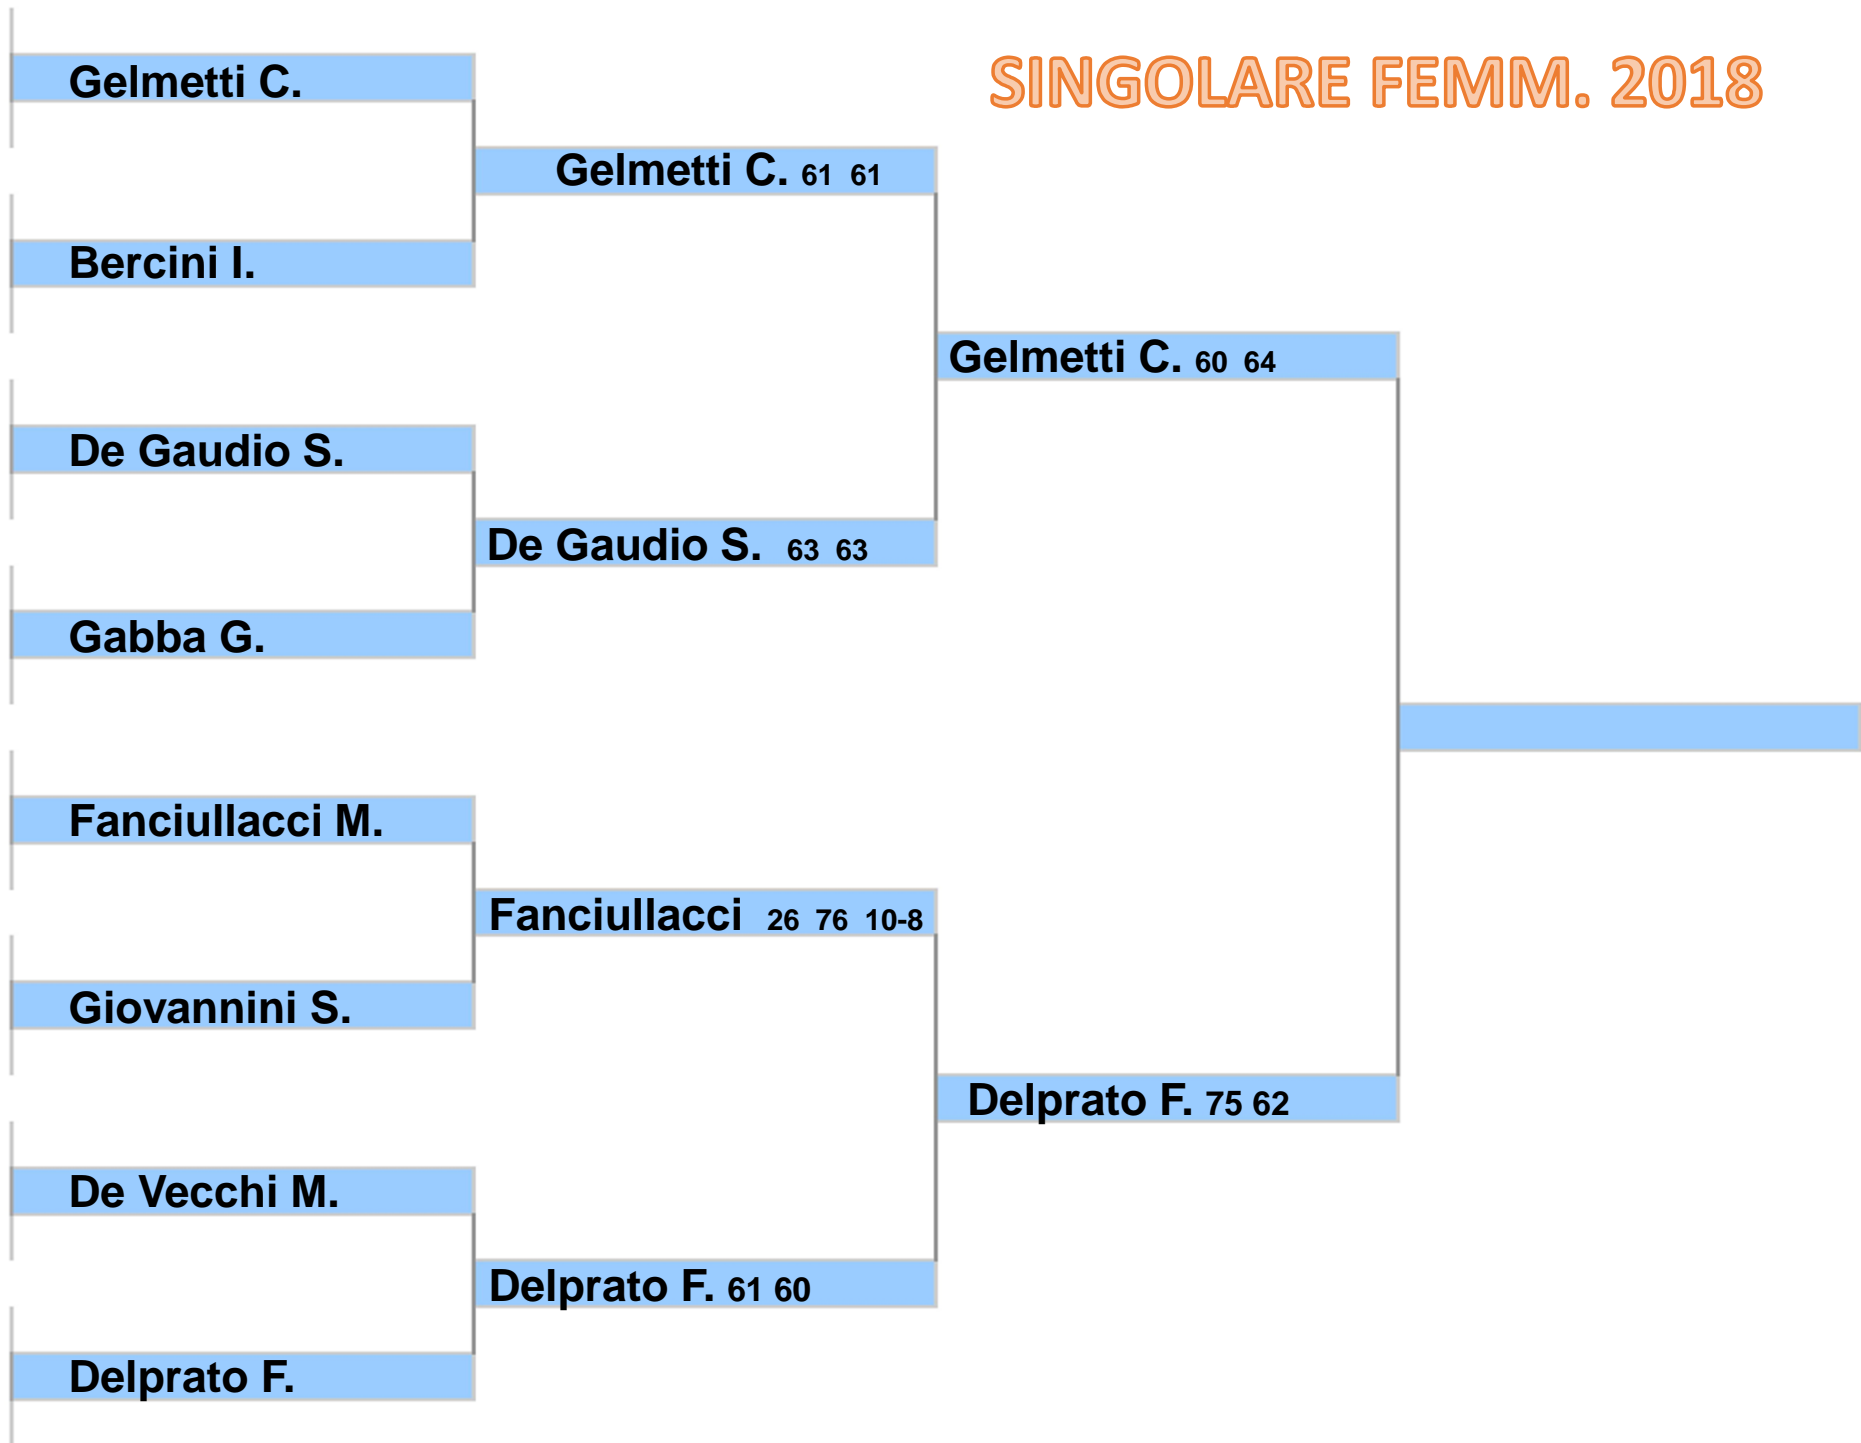 SINGOLARE FEMM. 2018
Gelmetti C.
Gelmetti C. 61 61
Bercini I.
Gelmetti C. 60 64
De Gaudio S.
De Gaudio S. 63 63
Gabba G.
Fanciullacci M.
Fanciullacci 26 76 10-8
Giovannini S.
Delprato F. 75 62
De Vecchi M.
Delprato F. 61 60
Delprato F.